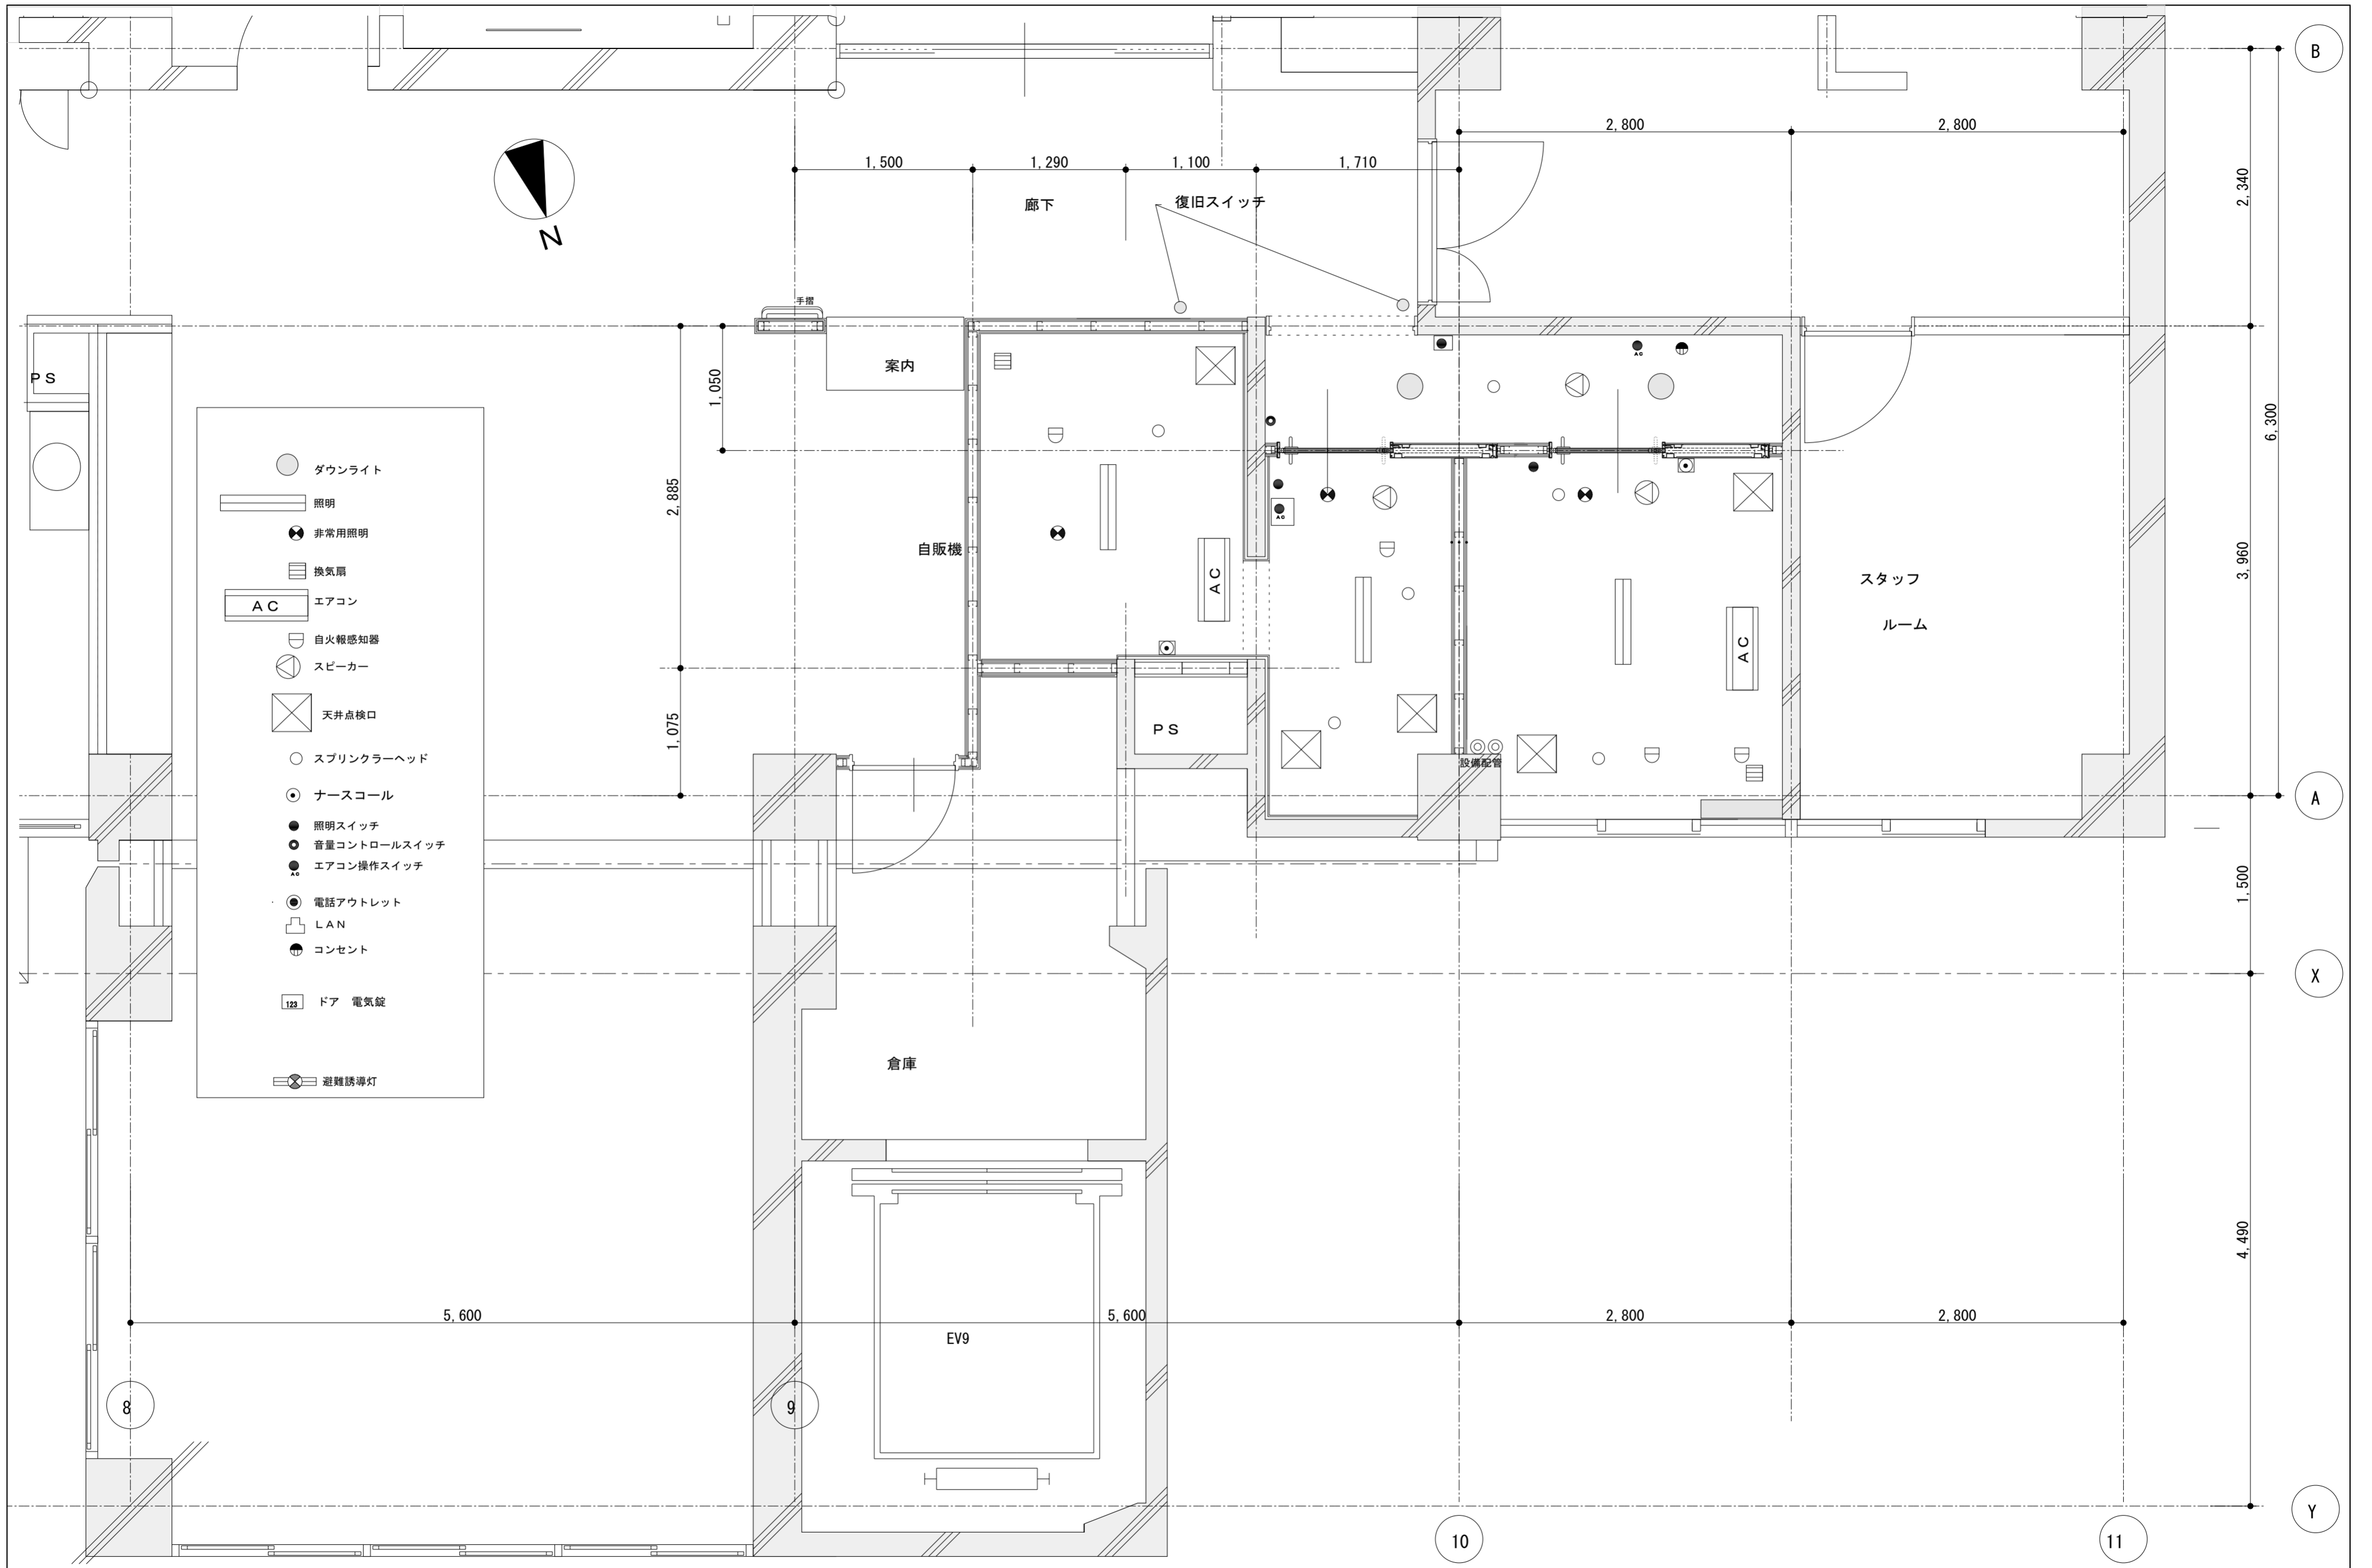 B
2,800
2,800
1,500
1,290
1,100
1,710
2,340
廊下
復旧スイッチ
N
手摺
案内
PS
AC
1,050
6,300
ダウンライト
照明
非常用照明
換気扇
AC
エアコン
自火報感知器
スピーカー
天井点検口
スプリンクラーヘッド
ナースコール
照明スイッチ
音量コントロールスイッチ
AC
エアコン操作スイッチ
電話アウトレット
LAN
コンセント
123
ドア 電気錠
避難誘導灯
2,885
AC
自販機
AC
スタッフ
ルーム
3,960
AC
1,075
PS
設備配管
A
1,500
X
倉庫
4,490
5,600
5,600
2,800
2,800
EV9
8
9
10
11
Y